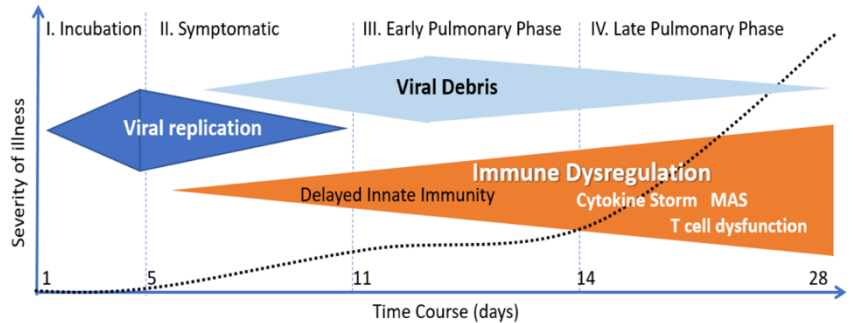 I. Incubation
II. Symptomatic
III. Early Pulmonary Phase
IV. Late Pulmonary Phase
Severity of illness
Viral Debris
Viral replication
Immune Dysregulation
Delayed Innate Immunity
Cytokine Storm MAS
T cell dysfunction
1
5
11
14
28
Time Course (days)